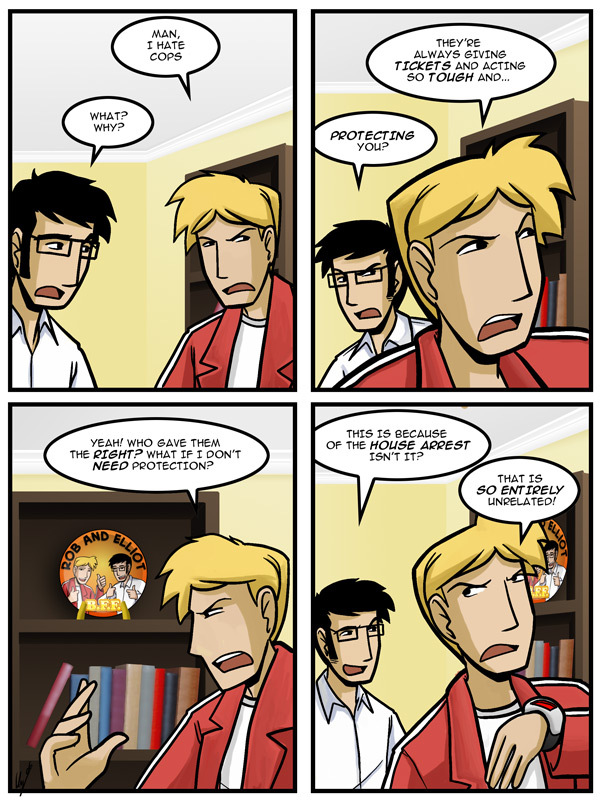 MAN,
I HATE
COPS
WHAT?
WHY?
THEY'RE
ALWAYS GIVING
TICKETS AND ACTING
SO TOUGH AND...
PROTECTING
YOU?
YEAH! WHO GAVE THEM
THE RIGHT? WHAT IF I DON'T
NEED PROTECTION?
ROB AND ELLIOT
B.F.F.
THIS IS BECAUSE
OF THE HOUSE ARREST
ISN'T IT?
THAT IS
SO ENTIRELY
UNRELATED!
ELLIOT